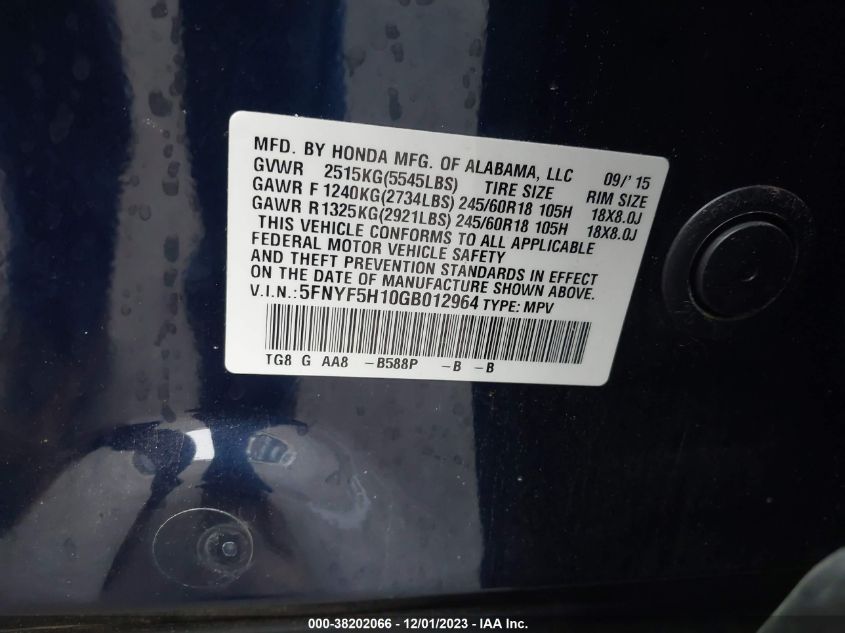 MFD. BY HONDA MFG. OF ALABAMA, LLC 09/'15
GVWR 2515KG(5545LBS) TIRE SIZE RIM SIZE
GAWR F 1240KG(2734LBS) 245/60R18 105H 18X8.0J
GAWR R 1325KG(2921LBS) 245/60R18 105H 18X8.0J
THIS VEHICLE CONFORMS TO ALL APPLICABLE
FEDERAL MOTOR VEHICLE SAFETY
AND THEFT PREVENTION STANDARDS IN EFFECT
ON THE DATE OF MANUFACTURE SHOWN ABOVE.
V.I.N.:5FNYF5H10GB012964 TYPE: MPV
TG8 G AA8 -B588P -B -B
000-38202066 - 12/01/2023 - IAA Inc.